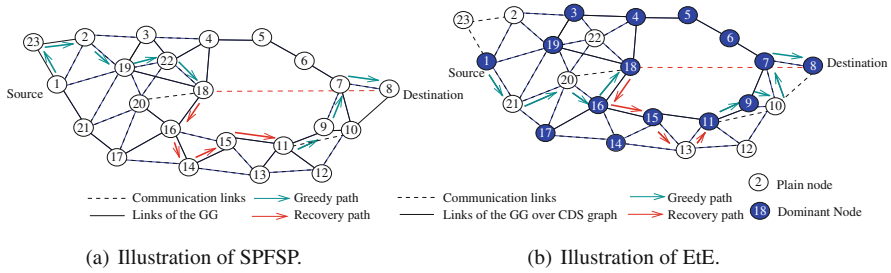 23
2
3
4
5
6
7
8
19
22
18
1
20
21
16
15
17
14
13
11
9
10
12
Source
Destination
Communication links
Greedy path
Links of the GG
Recovery path
(a) Illustration of SPFSP.
23
2
3
4
5
6
7
8
19
22
18
1
20
21
16
15
17
14
13
11
9
10
12
Source
Destination
Communication links
Greedy path
2 Plain node
Links of the GG over CDS graph
Recovery path
18 Dominant Node
(b) Illustration of EtE.